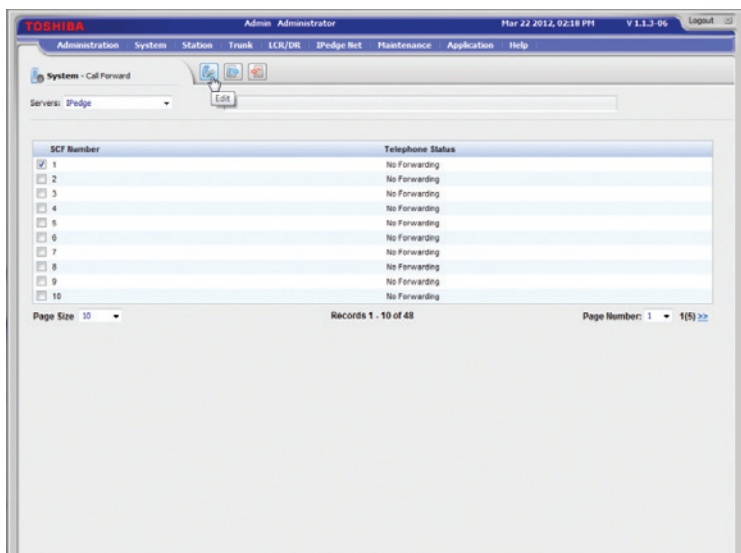 TOSHIBA Admin Administrator Mar 22 2012, 02:18 PM V 1.1.3-06 Logout
Administration System Station Trunk LCR/DR IPedge Net Maintenance Application Help
System - Call Forward
Edit
Servers: IPedge
SCF Number Telephone Status
1 No Forwarding
2 No Forwarding
3 No Forwarding
4 No Forwarding
5 No Forwarding
6 No Forwarding
7 No Forwarding
8 No Forwarding
9 No Forwarding
10 No Forwarding
Page Size 10 Records 1 - 10 of 48 Page Number: 1 1(5) >>